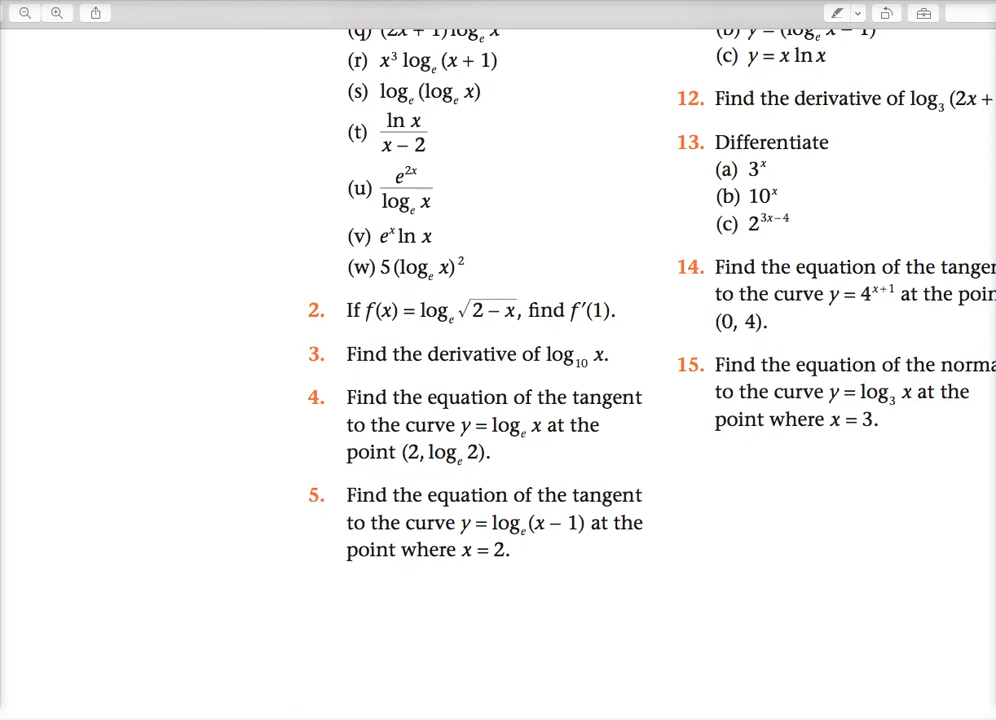 (q) (2x + 1) logₑ x
(r) x³ logₑ (x + 1)
(s) logₑ (logₑ x)
(t) ln x / x – 2
(u) e²ˣ / logₑ x
(v) eˣ ln x
(w) 5 (logₑ x)²
2. If f(x) = logₑ √(2 – x), find f′(1).
3. Find the derivative of log₁₀ x.
4. Find the equation of the tangent
to the curve y = logₑ x at the
point (2, logₑ 2).
5. Find the equation of the tangent
to the curve y = logₑ(x – 1) at the
point where x = 2.
(b) y = (logₑ x – 1)
(c) y = x ln x
12. Find the derivative of log₃ (2x +
13. Differentiate
(a) 3ˣ
(b) 10ˣ
(c) 2³ˣ⁻⁴
14. Find the equation of the
to the curve y = 4ˣ⁺¹ at the
(0, 4).
15. Find the equation of the
to the curve y = log₃ x at the
point where x = 3.